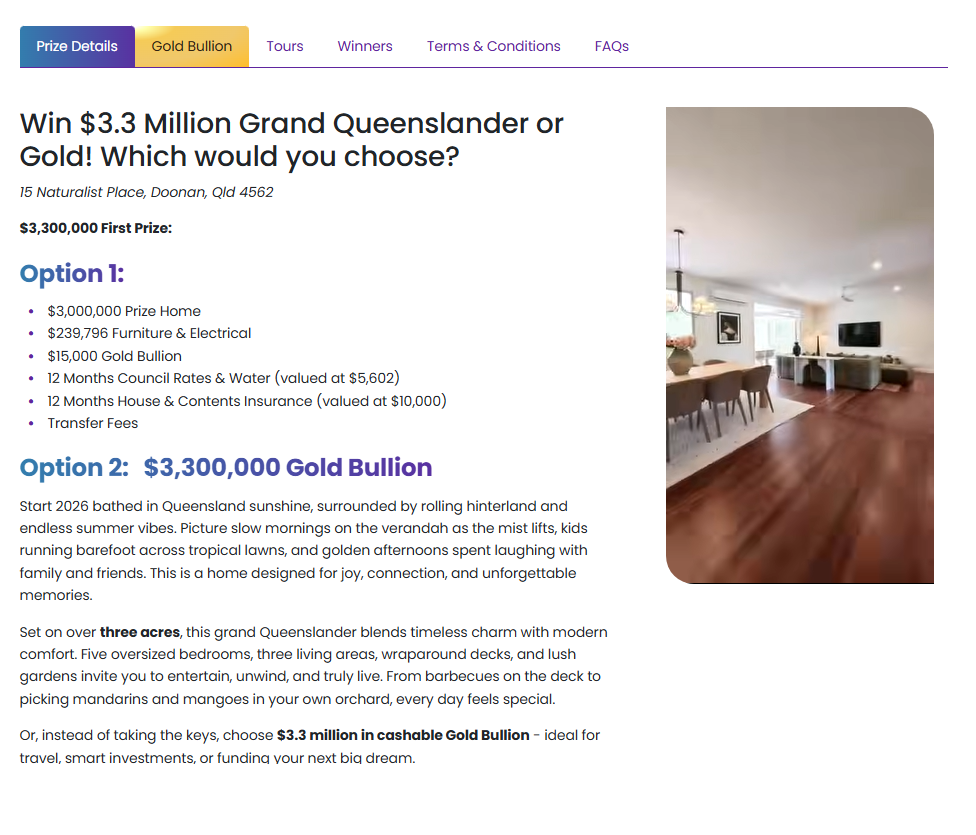 Prize Details
Gold Bullion
Tours
Winners
Terms & Conditions
FAQs
Win $3.3 Million Grand Queenslander or
Gold! Which would you choose?
15 Naturalist Place, Doonan, Qld 4562
$3,300,000 First Prize:
Option 1:
• $3,000,000 Prize Home
• $239,796 Furniture & Electrical
• $15,000 Gold Bullion
• 12 Months Council Rates & Water (valued at $5,602)
• 12 Months House & Contents Insurance (valued at $10,000)
• Transfer Fees
Option 2: $3,300,000 Gold Bullion
Start 2026 bathed in Queensland sunshine, surrounded by rolling hinterland and
endless summer vibes. Picture slow mornings on the verandah as the mist lifts, kids
running barefoot across tropical lawns, and golden afternoons spent laughing with
family and friends. This is a home designed for joy, connection, and unforgettable
memories.
Set on over three acres, this grand Queenslander blends timeless charm with modern
comfort. Five oversized bedrooms, three living areas, wraparound decks, and lush
gardens invite you to entertain, unwind, and truly live. From barbecues on the deck to
picking mandarins and mangoes in your own orchard, every day feels special.
Or, instead of taking the keys, choose $3.3 million in cashable Gold Bullion - ideal for
travel, smart investments, or funding your next big dream.